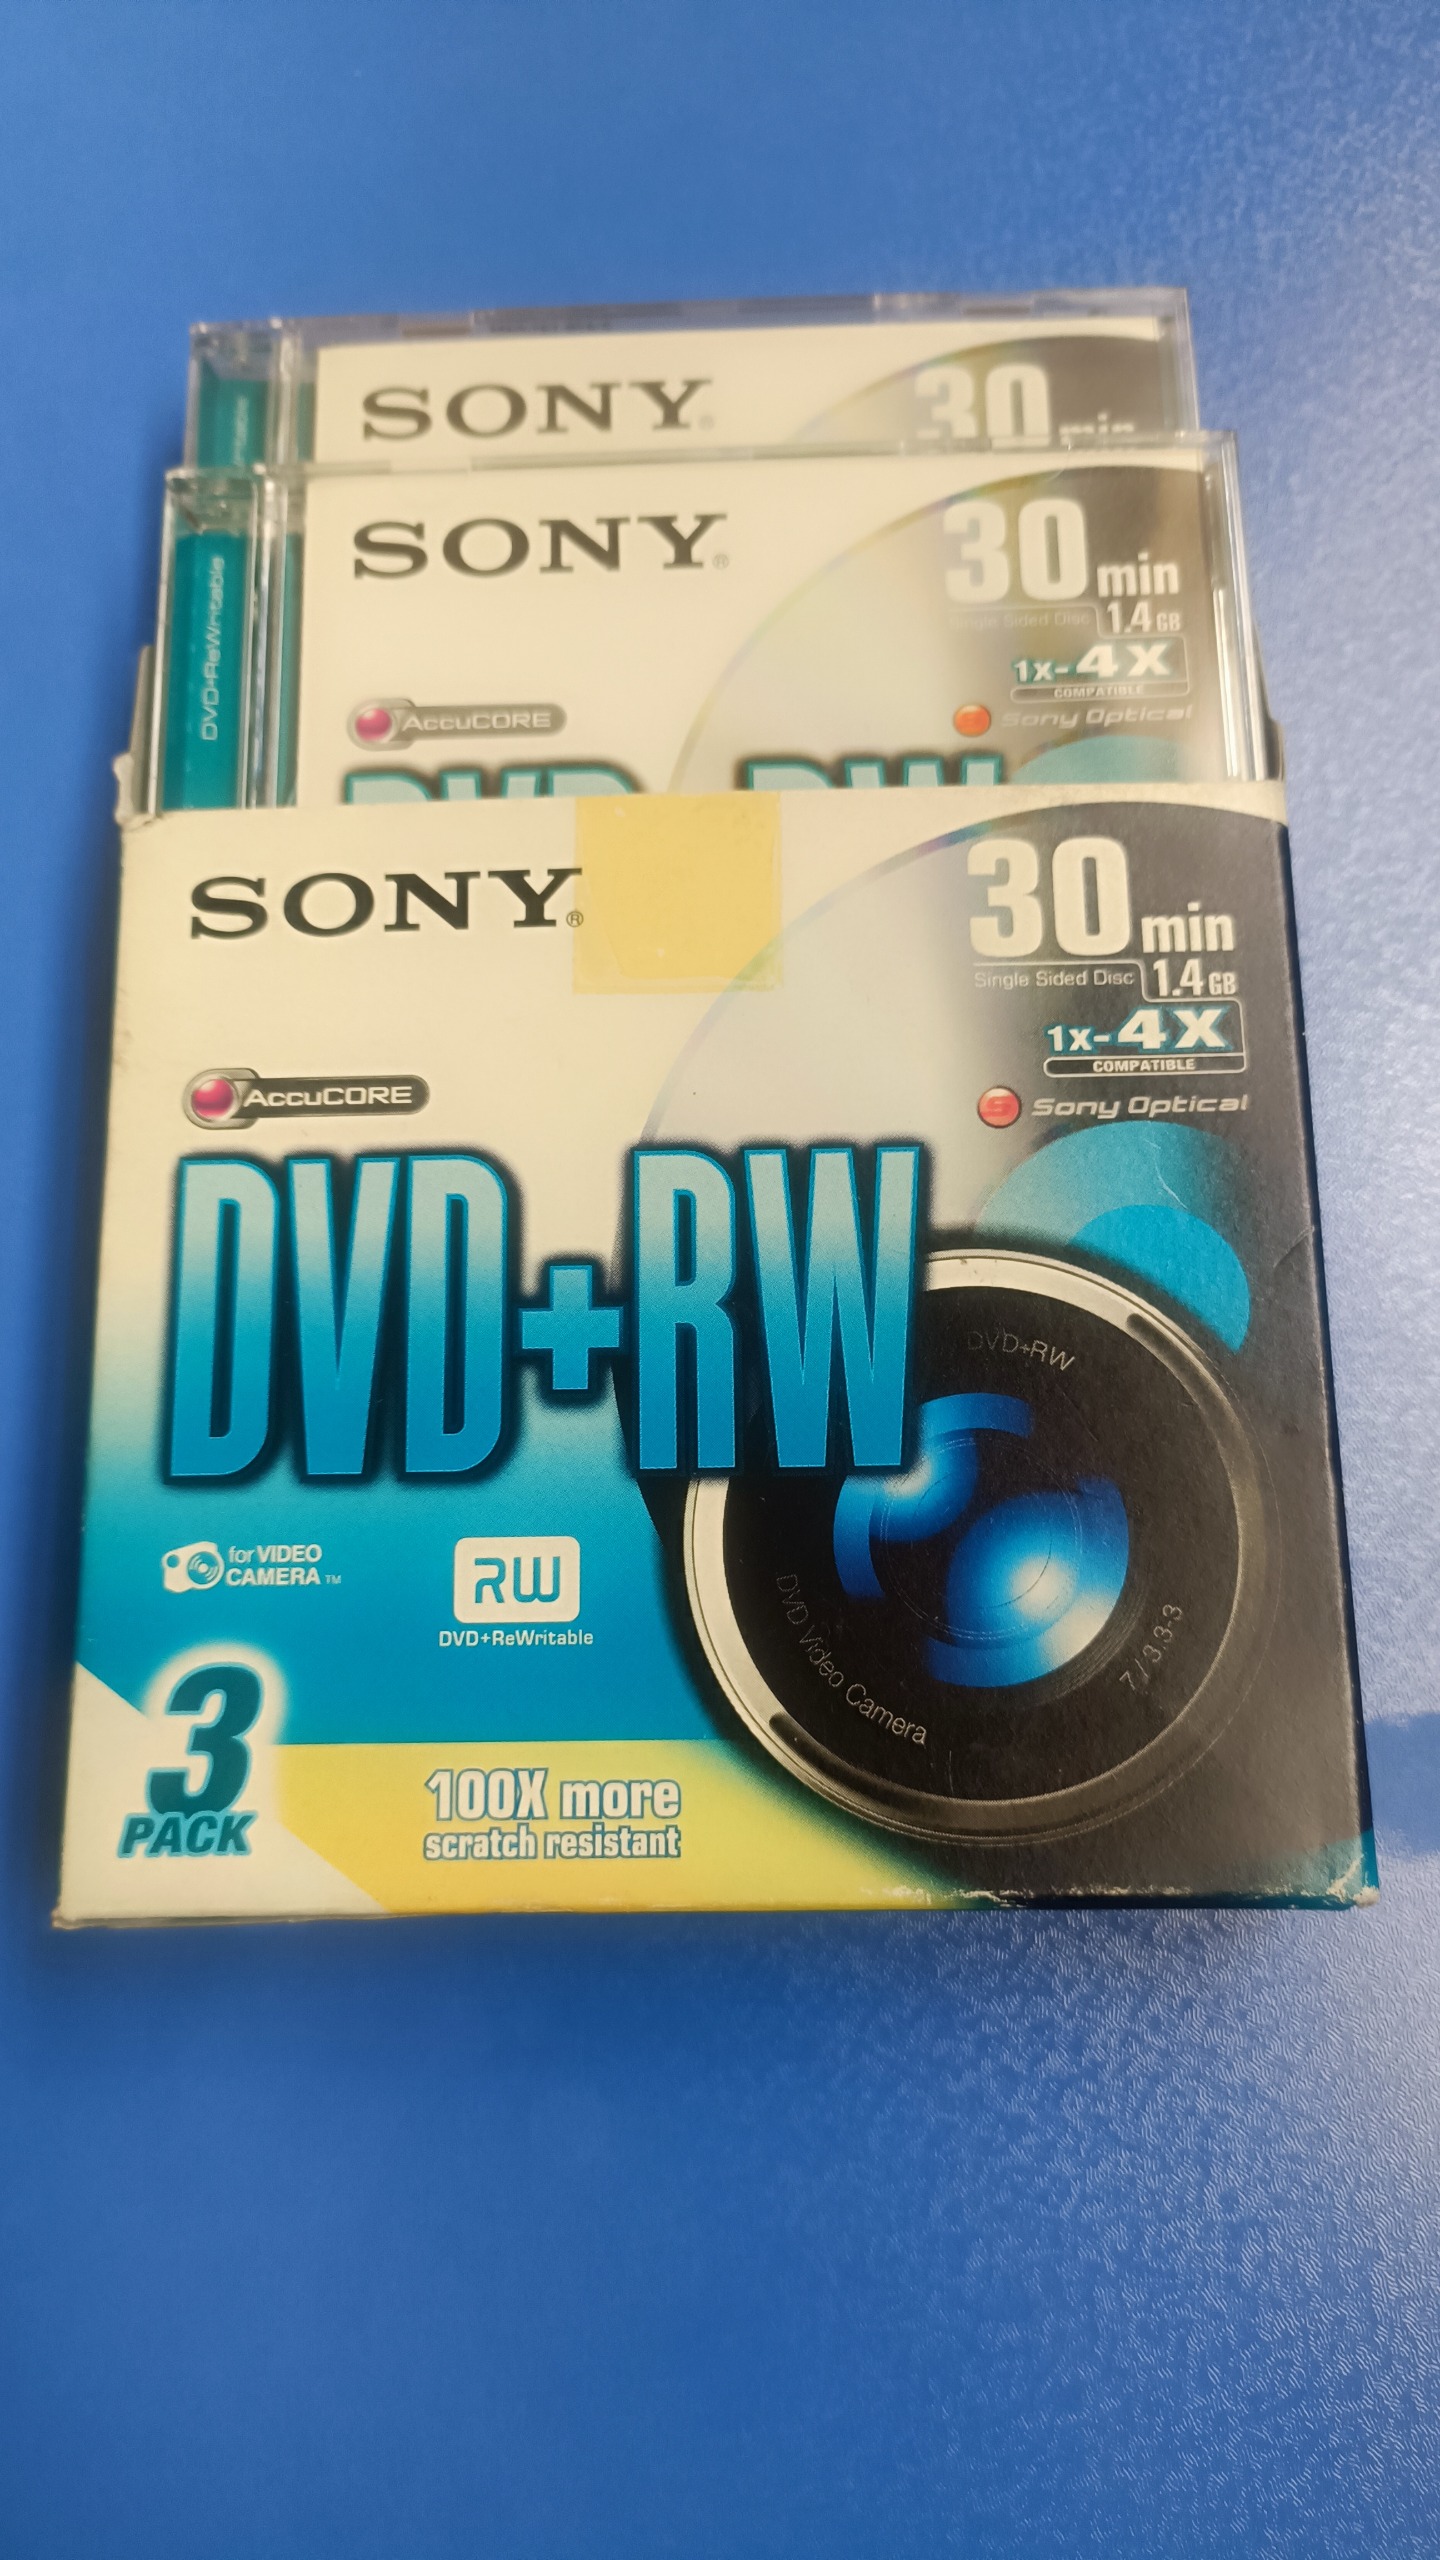 SONY®
30
min
SONY®
30 min
Single Sided Disc 1.4 GB
1x-4X
COMPATIBLE
AccuCORE
Sony Optical
DVD+RW
DVD+ReWritable
SONY®
30 min
Single Sided Disc 1.4 GB
1x-4X
COMPATIBLE
AccuCORE
Sony Optical
DVD+RW
DVD+RW
for VIDEO
CAMERA™
RW
DVD+ReWritable
DVD Video Camera
7/3.3-3
3
PACK
100X more
scratch resistant